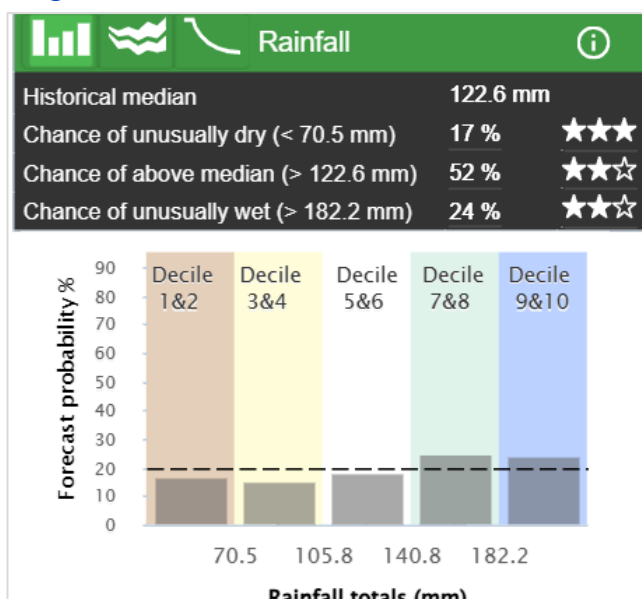 Rainfall
Historical median 122.6 mm
Chance of unusually dry (< 70.5 mm) 17 % ★★★
Chance of above median (> 122.6 mm) 52 % ★★☆
Chance of unusually wet (> 182.2 mm) 24 % ★★☆
Forecast probability %
90
80
70
60
50
40
30
20
10
0
Decile 1&2
Decile 3&4
Decile 5&6
Decile 7&8
Decile 9&10
70.5 105.8 140.8 182.2
Rainfall totals (mm)